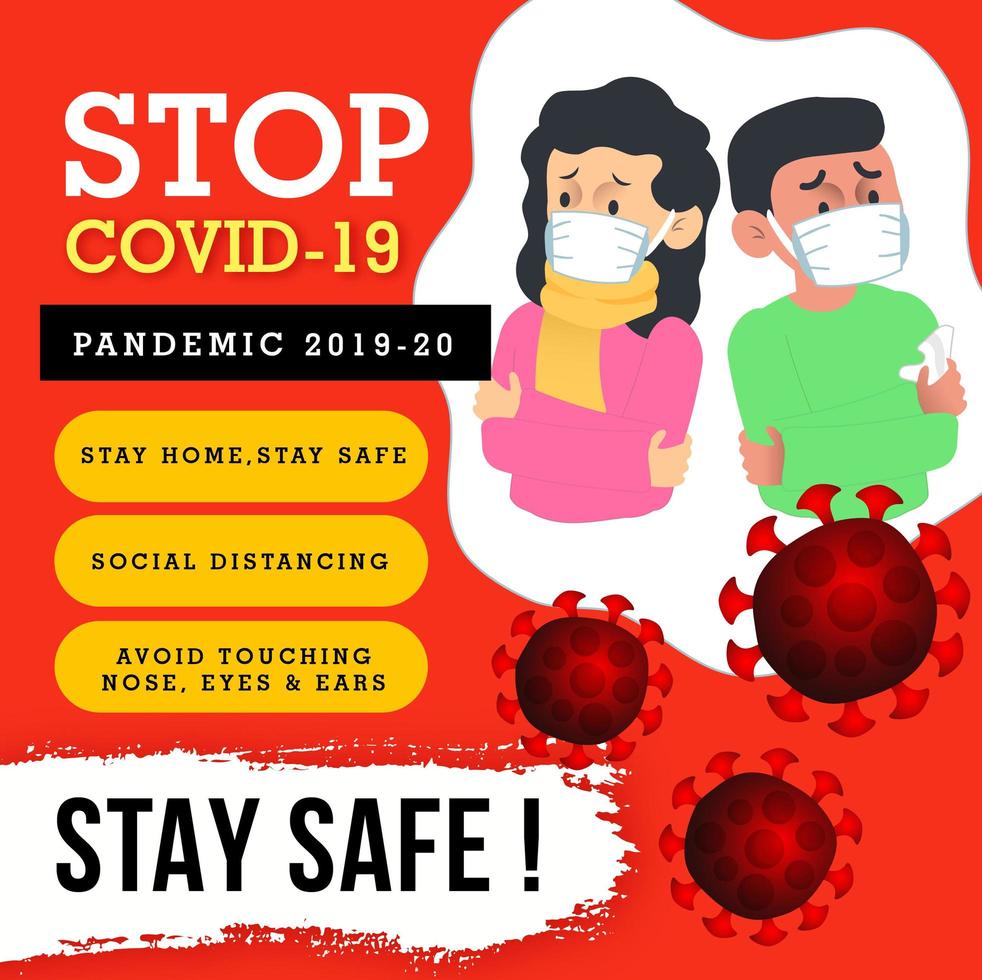 STOP
COVID-19
PANDEMIC 2019-20
STAY HOME,STAY SAFE
SOCIAL DISTANCING
AVOID TOUCHING
NOSE, EYES & EARS
STAY SAFE !